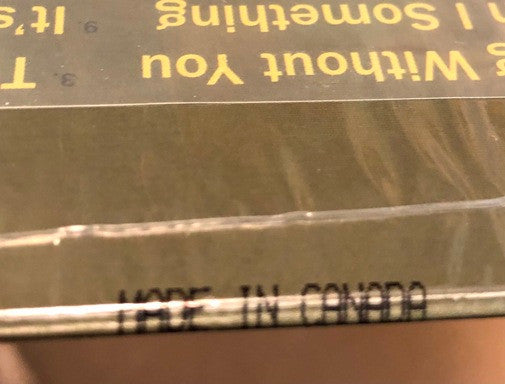 g Without You T
n I Something It's
MADE IN CANADA